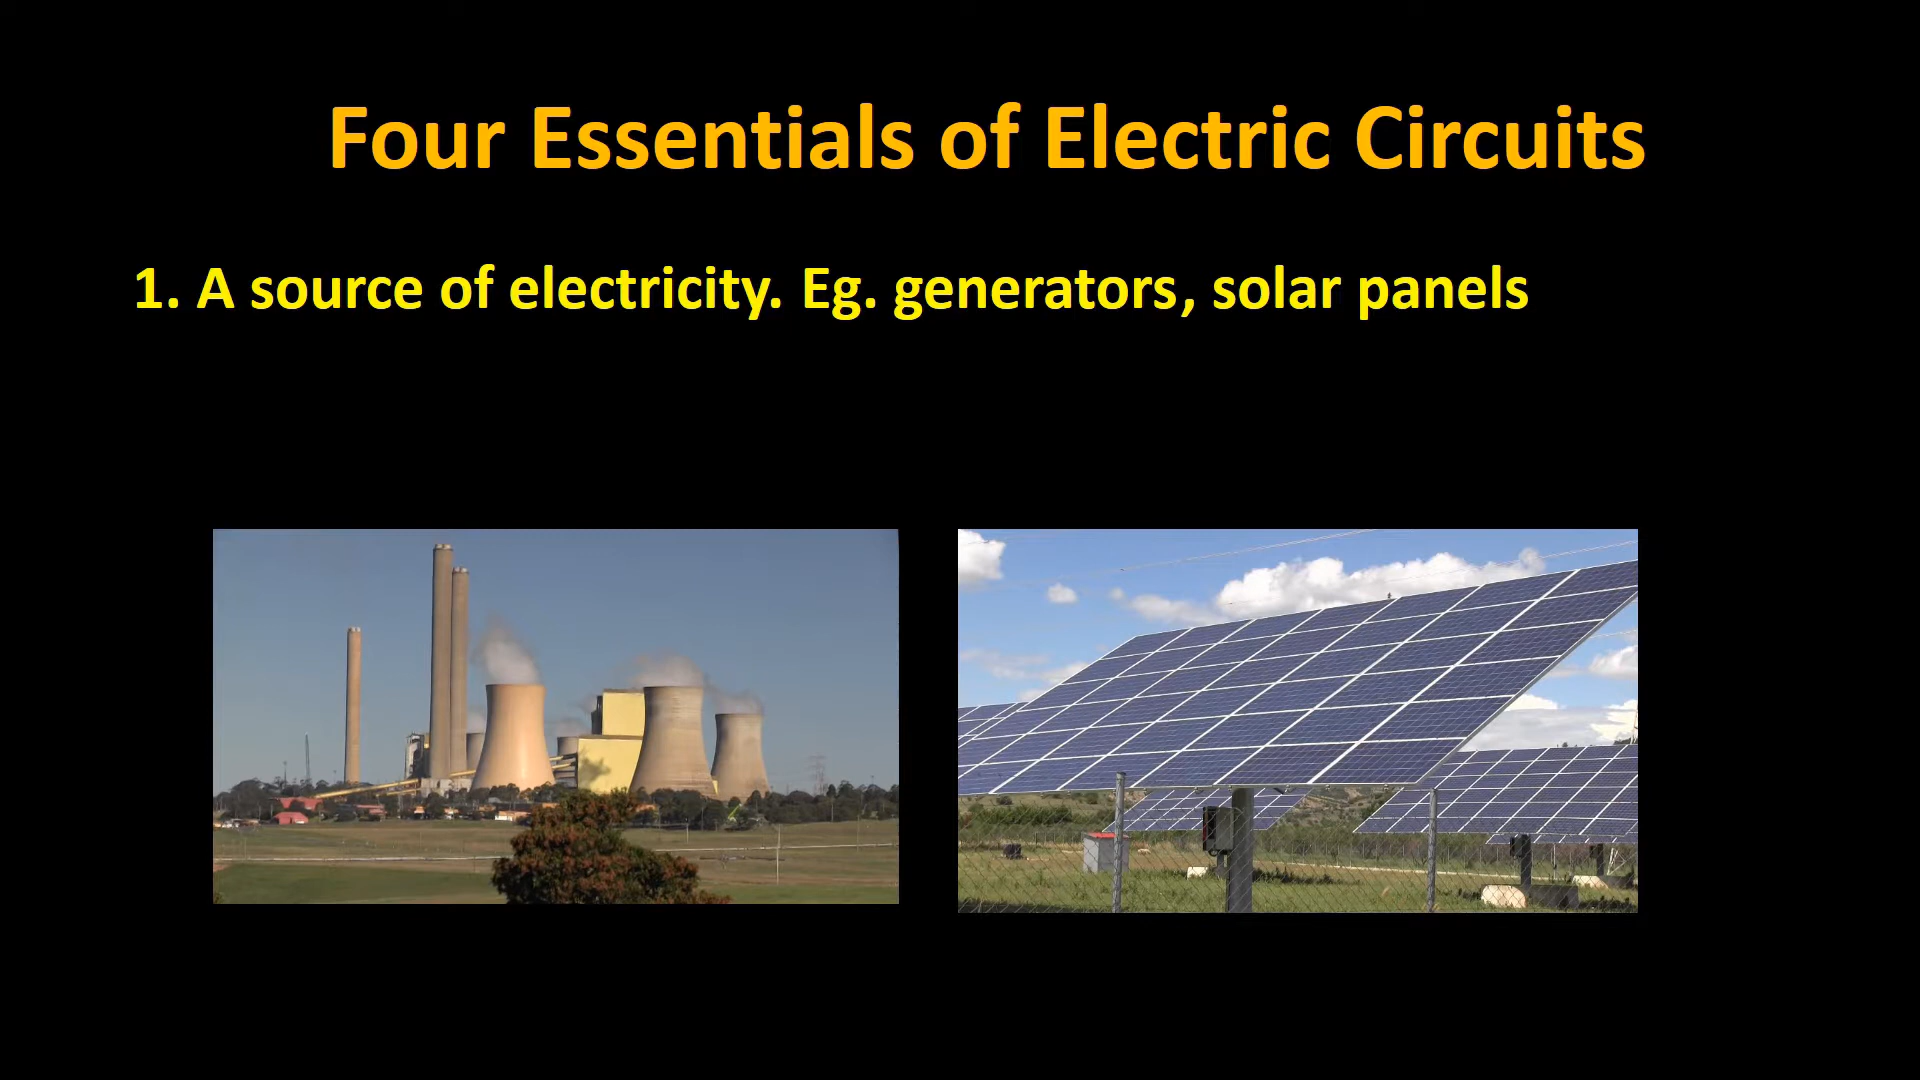 Four Essentials of Electric Circuits
1. A source of electricity. Eg. generators, solar panels